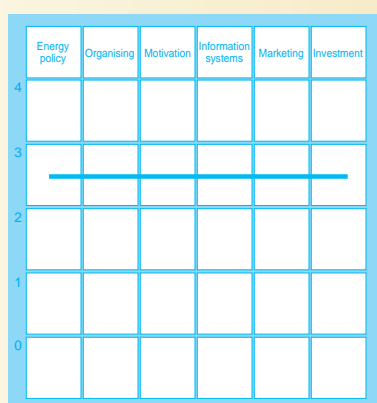 Energy
policy
Organising
Motivation
Information
systems
Marketing
Investment
4
3
2
1
0